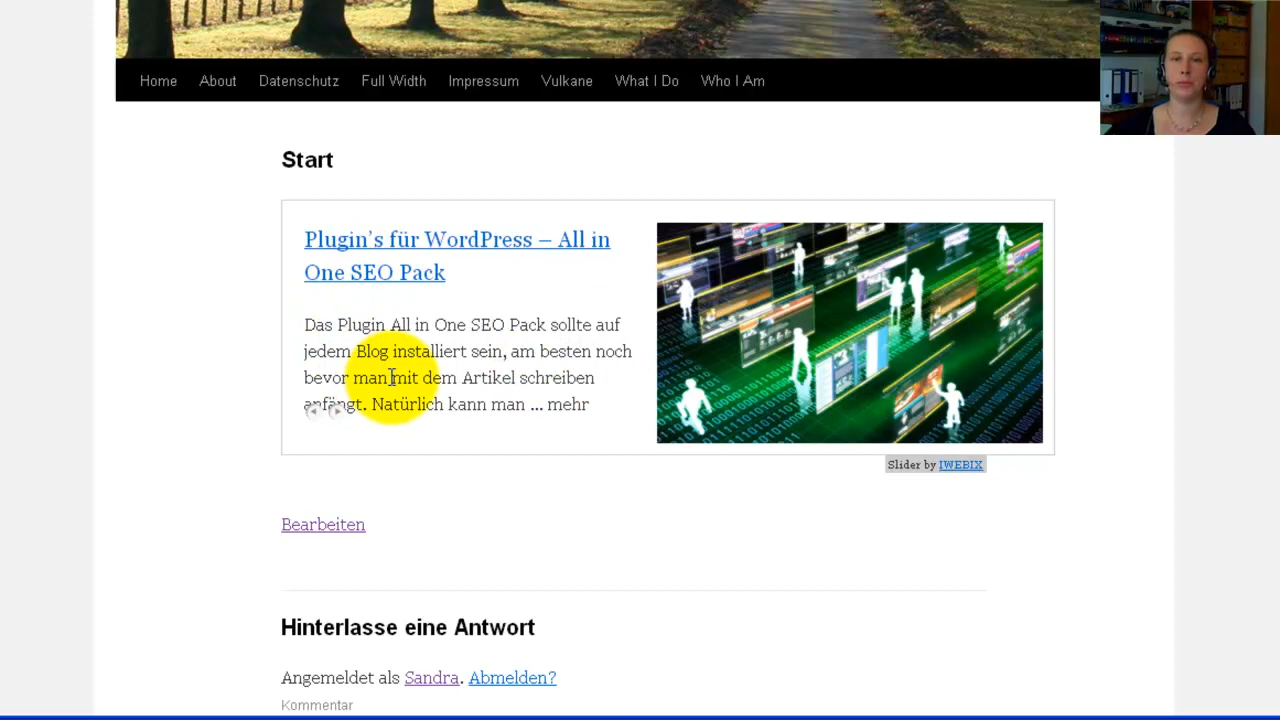 Home About Datenschutz Full Width Impressum Vulkane What I Do Who I Am
Start
Plugin's für WordPress – All in
One SEO Pack
Das Plugin All in One SEO Pack sollte auf
jedem Blog installiert sein, am besten noch
bevor man mit dem Artikel schreiben
anfängt. Natürlich kann man ... mehr
Slider by IWEBIX
Bearbeiten
Hinterlasse eine Antwort
Angemeldet als Sandra. Abmelden?
Kommentar